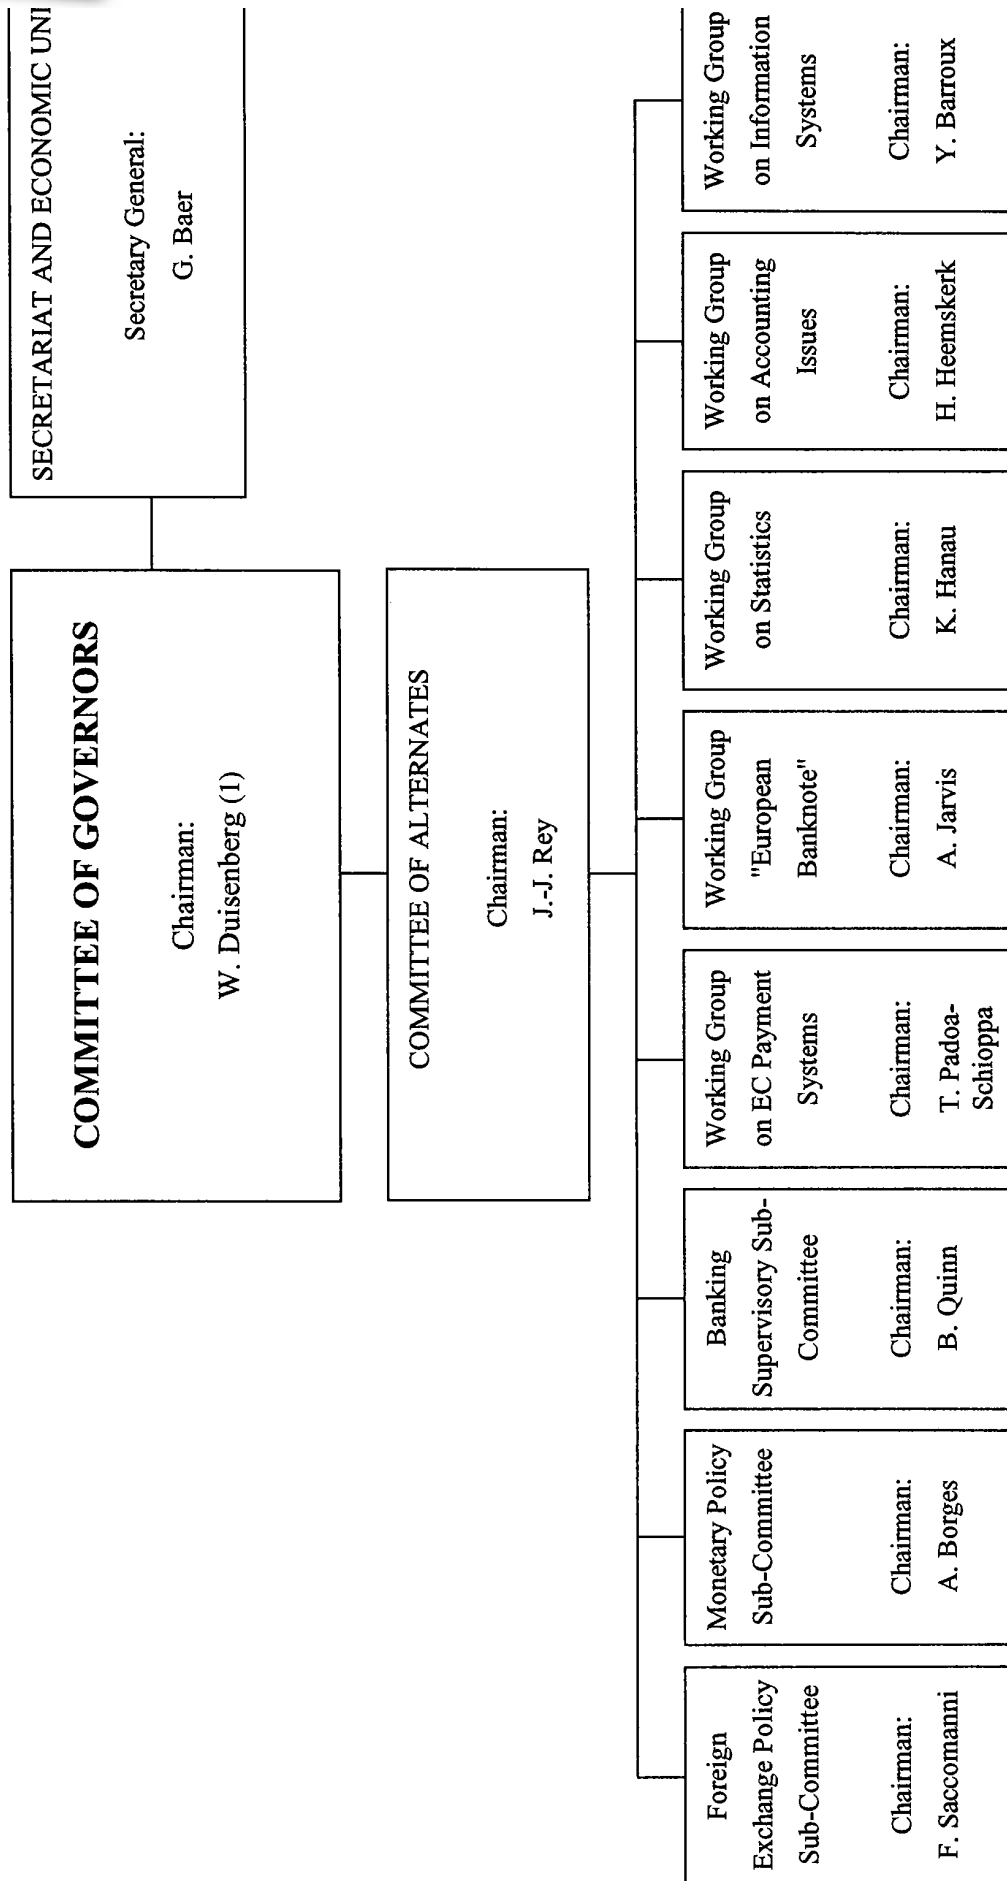 COMMITTEE OF GOVERNORS
Chairman:
W. Duisenberg (1)
SECRETARIAT AND ECONOMIC UNI
Secretary General:
G. Baer
COMMITTEE OF ALTERNATES
Chairman:
J.-J. Rey
Foreign
Exchange Policy
Sub-Committee
Chairman:
F. Saccomanni
Monetary Policy
Sub-Committee
Chairman:
A. Borges
Banking
Supervisory Sub-
Committee
Chairman:
B. Quinn
Working Group
on EC Payment
Systems
Chairman:
T. Padoa-
Schioppa
Working Group
"European
Banknote"
Chairman:
A. Jarvis
Working Group
on Statistics
Chairman:
K. Hanau
Working Group
on Accounting
Issues
Chairman:
H. Heemskerk
Working Group
on Information
Systems
Chairman:
Y. Barroux